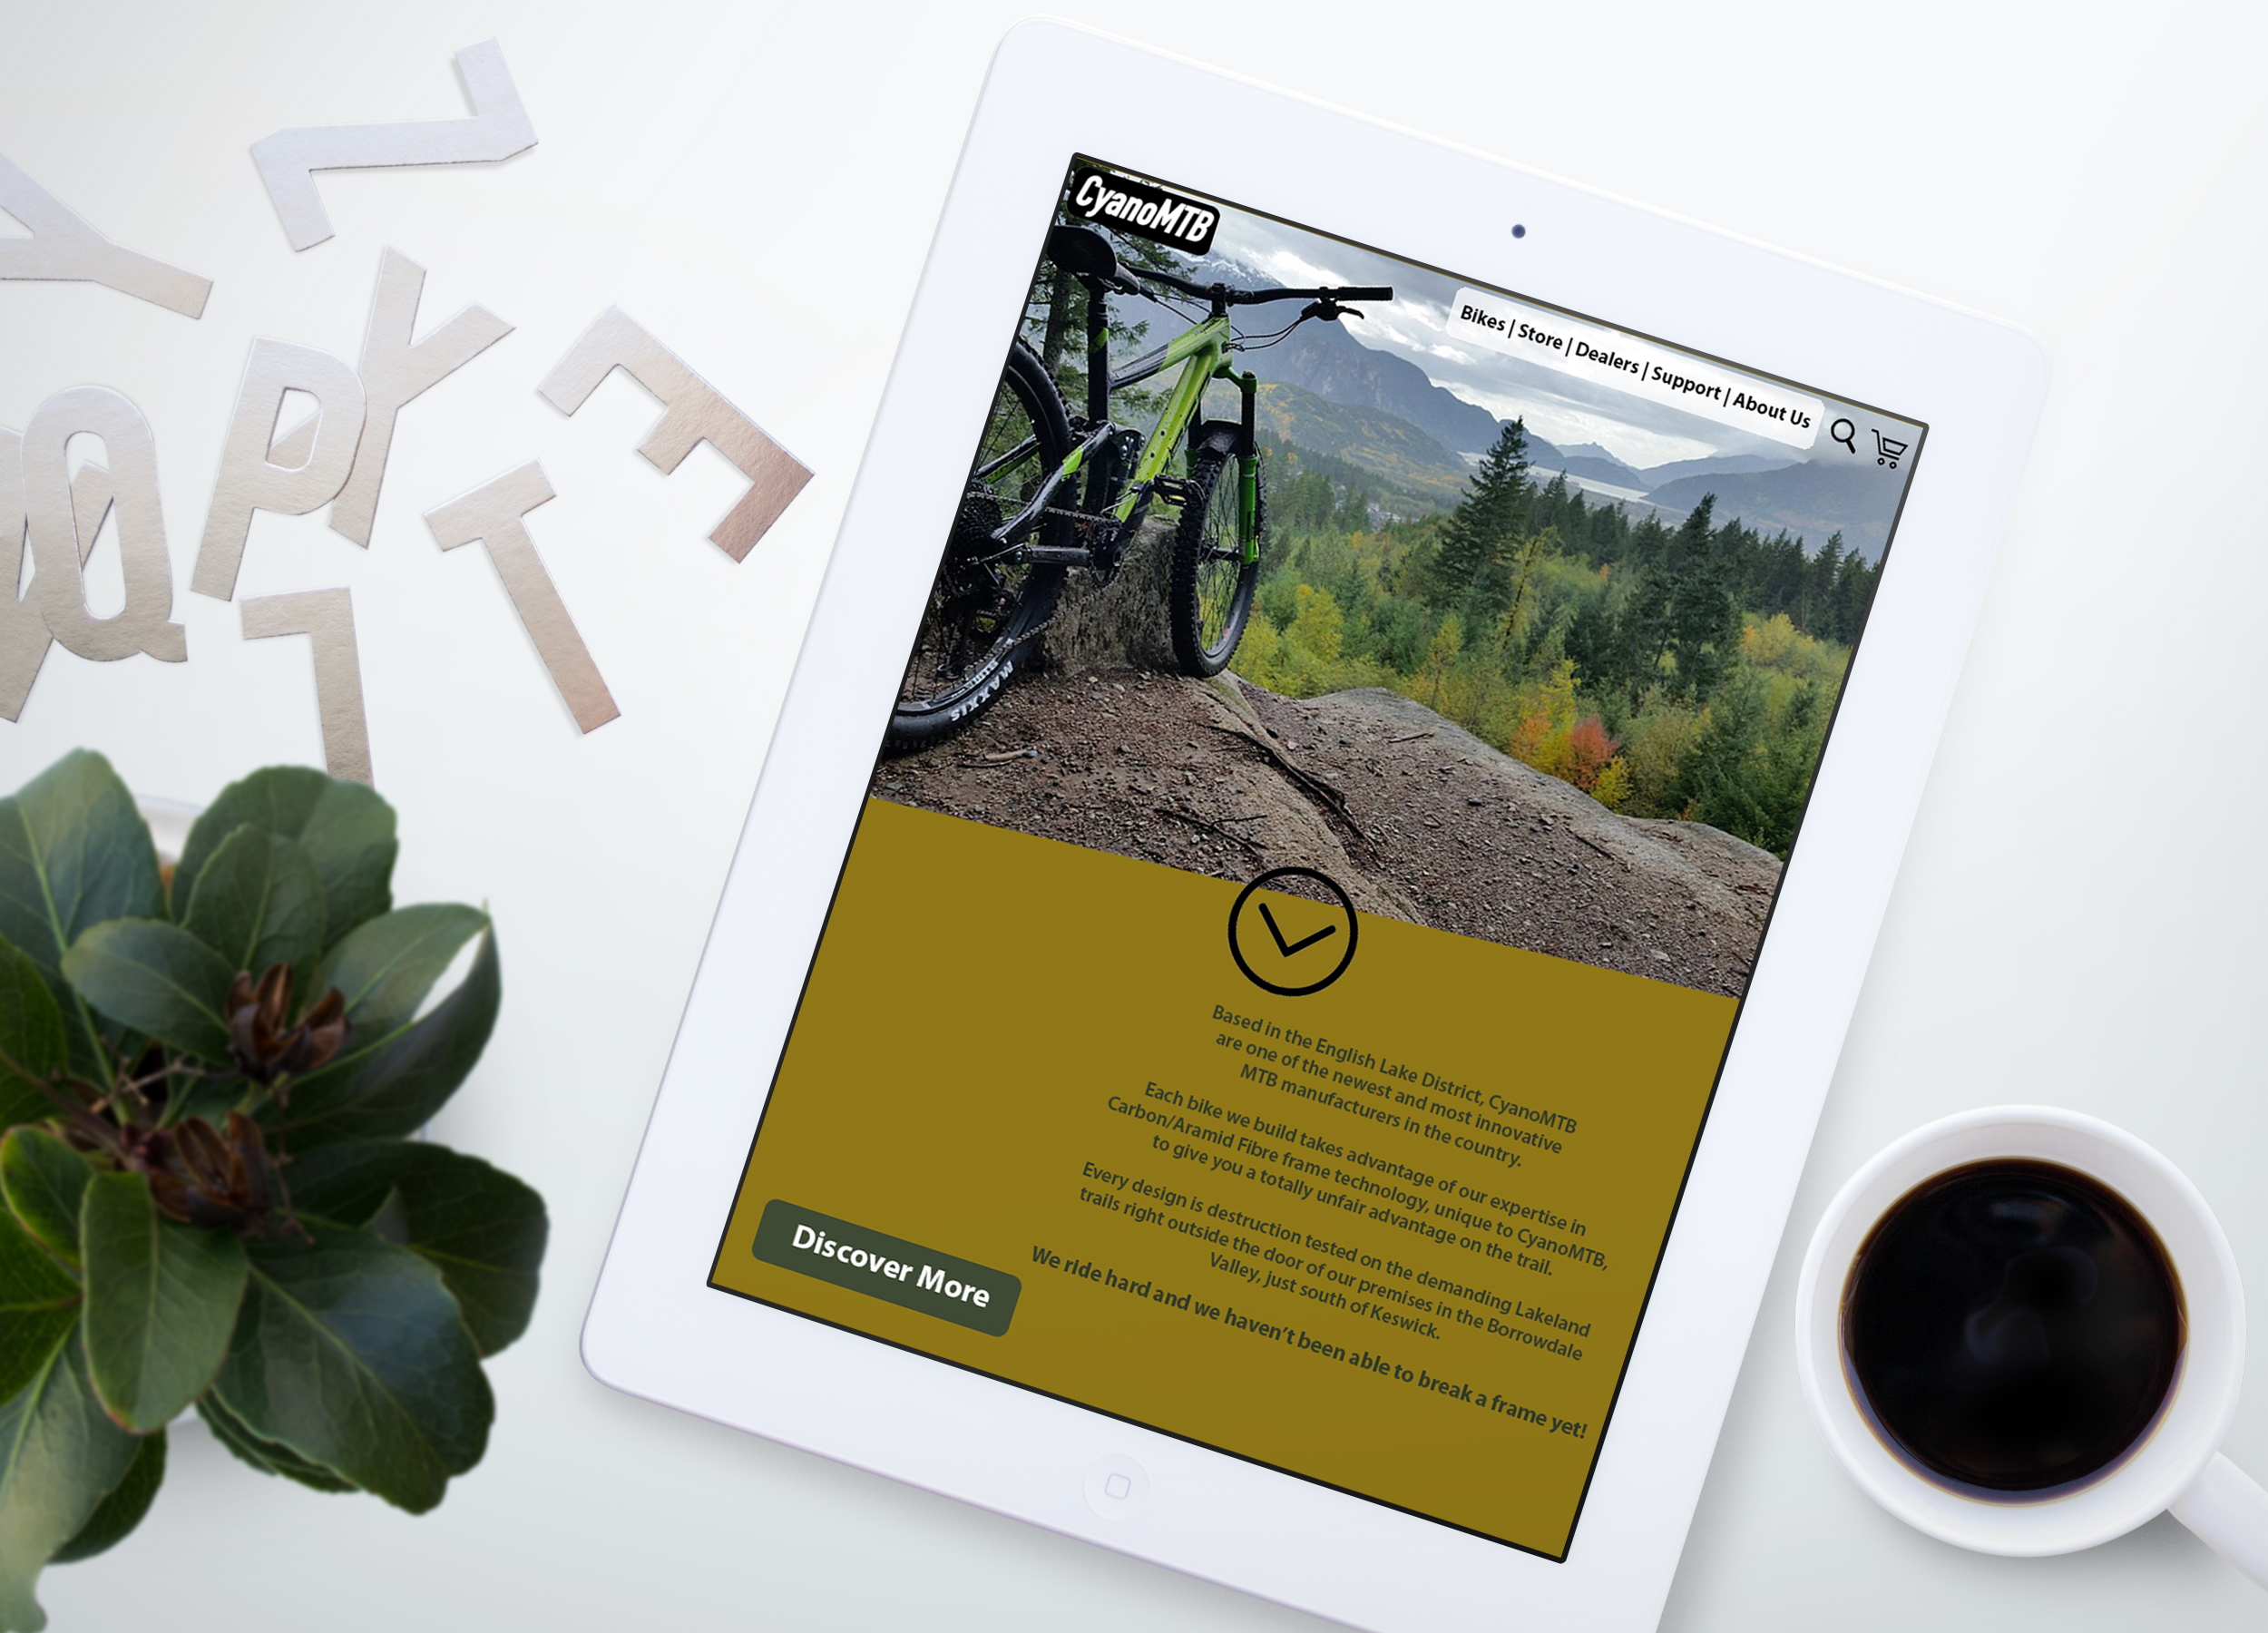 CyanoMTB
Bikes | Store | Dealers | Support | About Us
MAXXIS
Based in the English Lake District, CyanoMTB
are one of the newest and most innovative
MTB manufacturers in the country.
Each bike we build takes advantage of our expertise in
Carbon/Aramid Fibre frame technology, unique to CyanoMTB,
to give you a totally unfair advantage on the trail.
Every design is destruction tested on the demanding Lakeland
trails right outside the door of our premises in the Borrowdale
Valley, just south of Keswick.
We ride hard and we haven't been able to break a frame yet!
Discover More
Z
Y
Y
E
P
Q
T
L